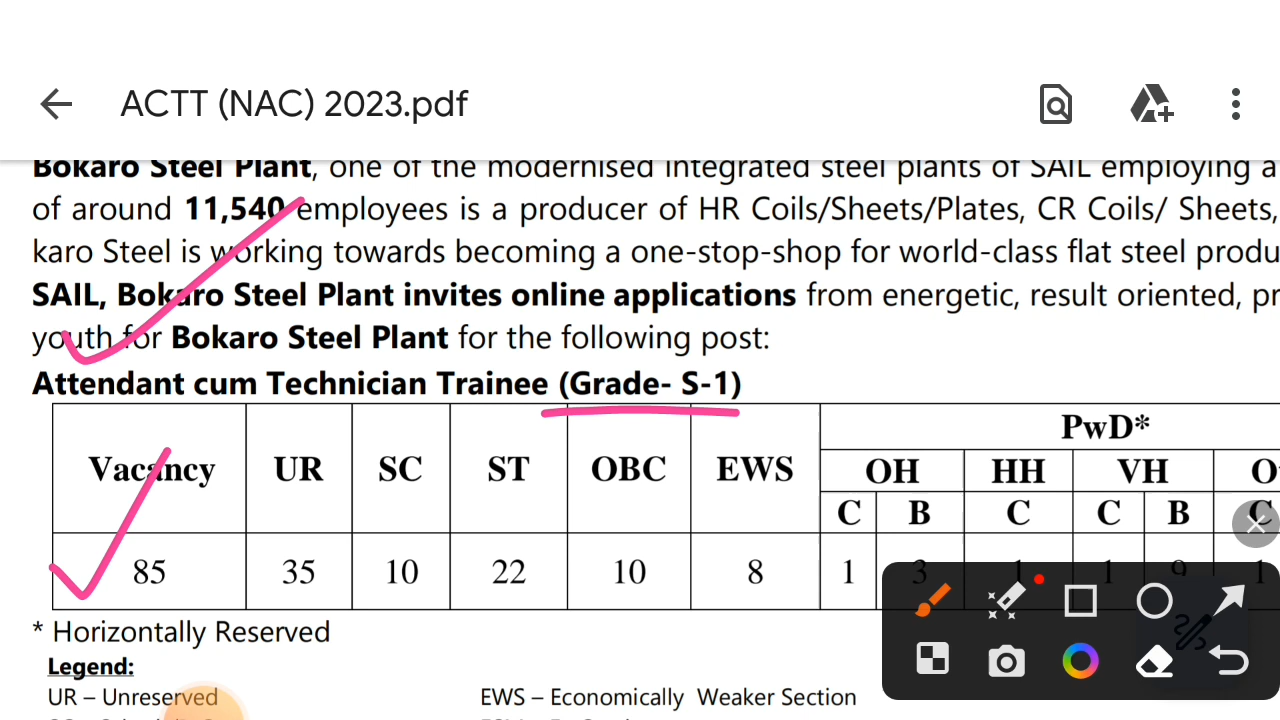 ACTT (NAC) 2023.pdf
Bokaro Steel Plant, one of the modernised integrated steel plants of SAIL employing a
of around 11,540 employees is a producer of HR Coils/Sheets/Plates, CR Coils/ Sheets,
karo Steel is working towards becoming a one-stop-shop for world-class flat steel produ
SAIL, Bokaro Steel Plant invites online applications from energetic, result oriented, pr
youth for Bokaro Steel Plant for the following post:
Attendant cum Technician Trainee (Grade- S-1)
PwD*
Vacancy UR SC ST OBC EWS OH HH VH O
C B C C B C
85 35 10 22 10 8 1 3 1 1 9 1
* Horizontally Reserved
Legend:
UR – Unreserved EWS – Economically Weaker Section